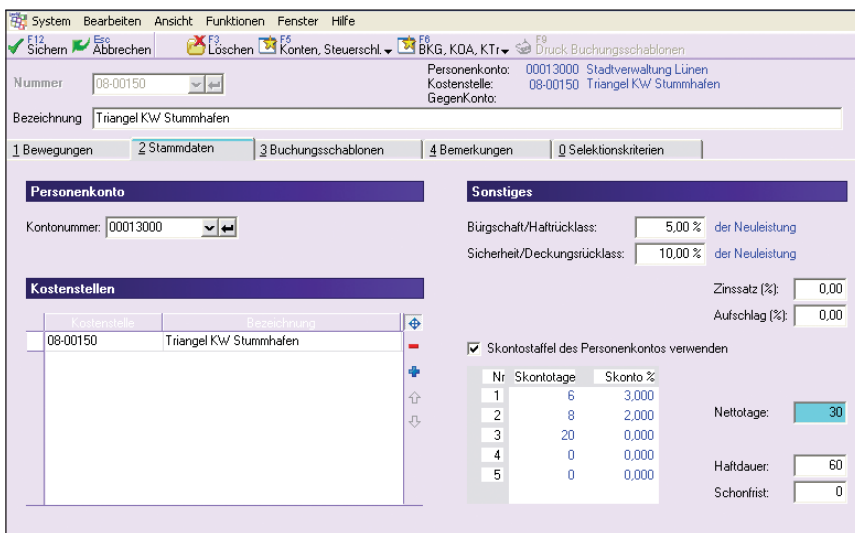 System Bearbeiten Ansicht Funktionen Fenster Hilfe
F12 Sichern Esc Abbrechen F3 Löschen F5 Konten, Steuerschl. F6 BKG, KOA, KTr F9 Druck Buchungsschablonen
Nummer 08-00150
Personenkonto: 00013000 Stadtverwaltung Lünen
Kostenstelle: 08-00150 Triangel KW Stummhafen
GegenKonto:
Bezeichnung Triangel KW Stummhafen
1 Bewegungen 2 Stammdaten 3 Buchungsschablonen 4 Bemerkungen 0 Selektionskriterien
Personenkonto
Kontonummer: 00013000
Kostenstellen
Kostenstelle Bezeichnung
08-00150 Triangel KW Stummhafen
Sonstiges
Bürgschaft/Haftrücklass: 5,00 % der Neuleistung
Sicherheit/Deckungsrücklass: 10,00 % der Neuleistung
Zinssatz (%): 0,00
Aufschlag (%): 0,00
Skontostaffel des Personenkontos verwenden
Nr Skontotage Skonto %
1 6 3,000
2 8 2,000
3 20 0,000
4 0 0,000
5 0 0,000
Nettotage: 30
Haftdauer: 60
Schonfrist: 0